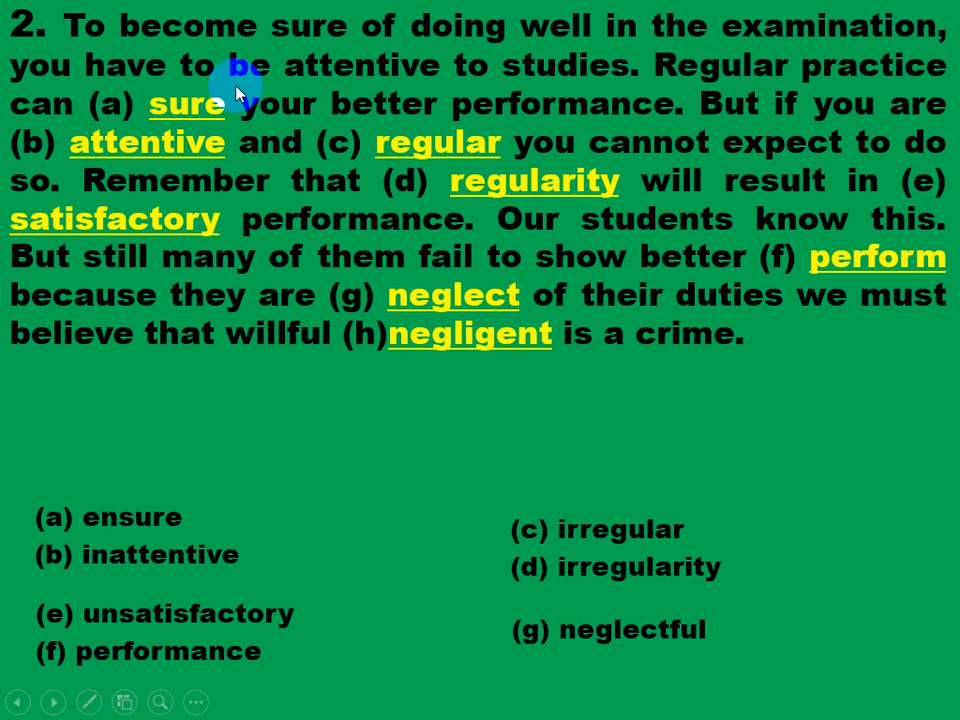 2. To become sure of doing well in the examination,
you have to be attentive to studies. Regular practice
can (a) sure your better performance. But if you are
(b) attentive and (c) regular you cannot expect to do
so. Remember that (d) regularity will result in (e)
satisfactory performance. Our students know this.
But still many of them fail to show better (f) perform
because they are (g) neglect of their duties we must
believe that willful (h)negligent is a crime.
(a) ensure
(b) inattentive
(c) irregular
(d) irregularity
(e) unsatisfactory
(f) performance
(g) neglectful